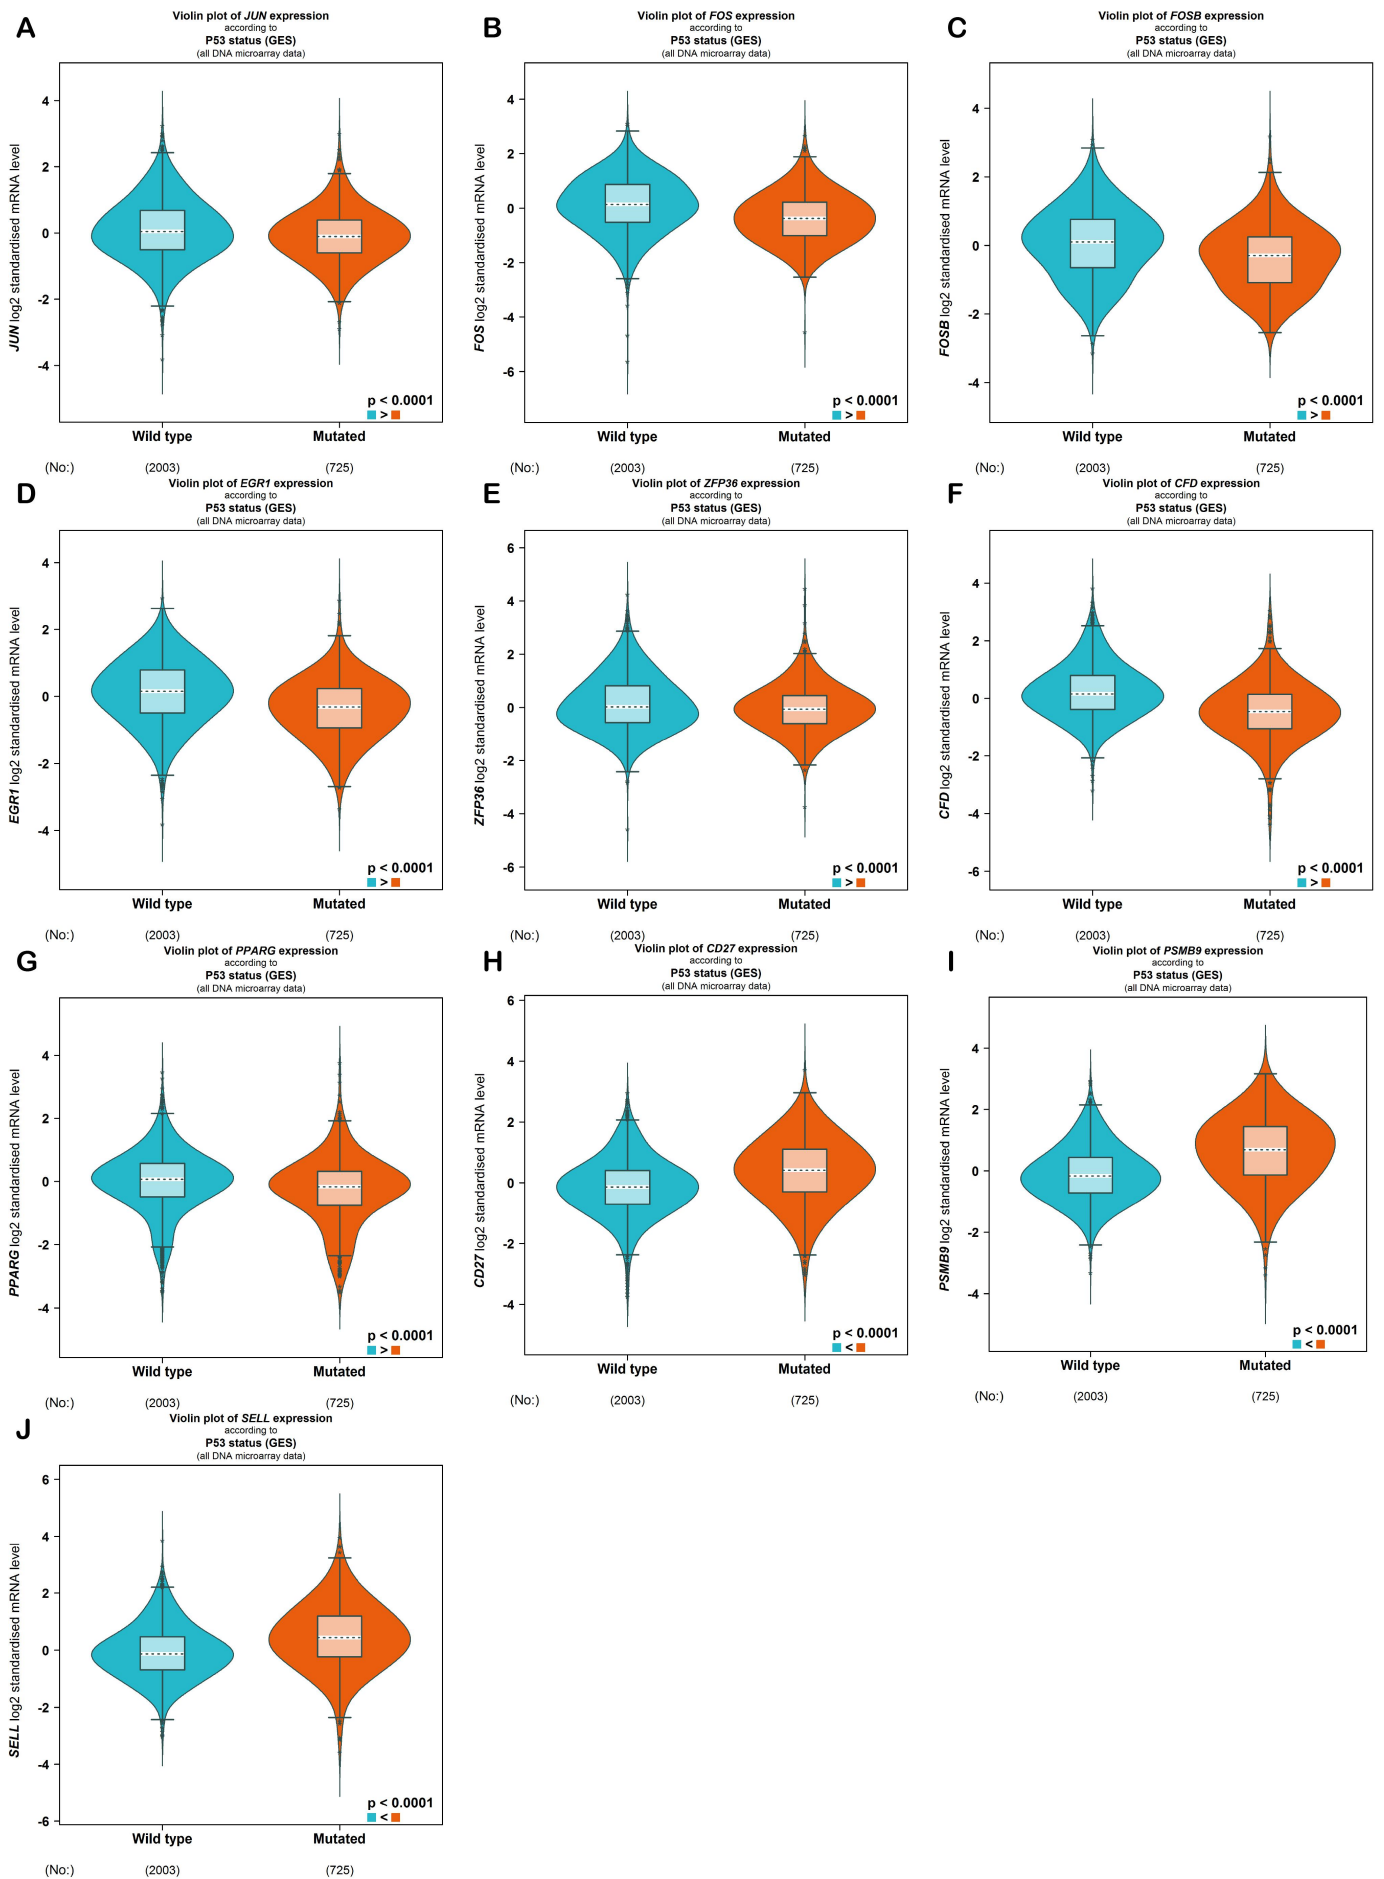 A
Violin plot of JUN expression
according to
P53 status (GES)
(all DNA microarray data)
JUN log2 standardised mRNA level
4
2
0
-2
-4
p < 0.0001
>
Wild type Mutated
(No:) (2003) (725)
B
Violin plot of FOS expression
according to
P53 status (GES)
(all DNA microarray data)
FOS log2 standardised mRNA level
4
2
0
-2
-4
-6
p < 0.0001
>
Wild type Mutated
(No:) (2003) (725)
C
Violin plot of FOSB expression
according to
P53 status (GES)
(all DNA microarray data)
FOSB log2 standardised mRNA level
4
2
0
-2
-4
p < 0.0001
>
Wild type Mutated
(No:) (2003) (725)
D
Violin plot of EGR1 expression
according to
P53 status (GES)
(all DNA microarray data)
EGR1 log2 standardised mRNA level
4
2
0
-2
-4
p < 0.0001
>
Wild type Mutated
(No:) (2003) (725)
E
Violin plot of ZFP36 expression
according to
P53 status (GES)
(all DNA microarray data)
ZFP36 log2 standardised mRNA level
6
4
2
0
-2
-4
-6
p < 0.0001
>
Wild type Mutated
(No:) (2003) (725)
F
Violin plot of CFD expression
according to
P53 status (GES)
(all DNA microarray data)
CFD log2 standardised mRNA level
4
2
0
-2
-4
-6
p < 0.0001
>
Wild type Mutated
(No:) (2003) (725)
G
Violin plot of PPARG expression
according to
P53 status (GES)
(all DNA microarray data)
PPARG log2 standardised mRNA level
4
2
0
-2
-4
p < 0.0001
>
Wild type Mutated
(No:) (2003) (725)
H
Violin plot of CD27 expression
according to
P53 status (GES)
(all DNA microarray data)
CD27 log2 standardised mRNA level
6
4
2
0
-2
-4
p < 0.0001
<
Wild type Mutated
(No:) (2003) (725)
I
Violin plot of PSMB9 expression
according to
P53 status (GES)
(all DNA microarray data)
PSMB9 log2 standardised mRNA level
4
2
0
-2
-4
p < 0.0001
<
Wild type Mutated
(No:) (2003) (725)
J
Violin plot of SELL expression
according to
P53 status (GES)
(all DNA microarray data)
SELL log2 standardised mRNA level
6
4
2
0
-2
-4
-6
p < 0.0001
<
Wild type Mutated
(No:) (2003) (725)